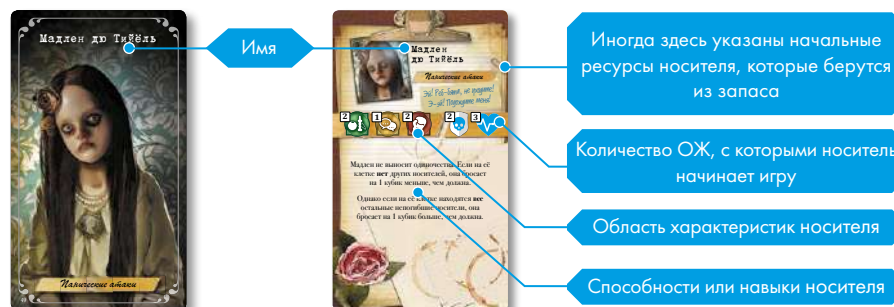 Мадлен дю Тийёль
Панические атаки
Имя
Мадлен
дю Тийёль
Панические атаки
Эй! Ребятня, не уходите!
Э-эй! Подождите меня!
2 1 2 2 3
Мадлен не выносит одиночества. Если на её
клетке нет других носителей, она бросает
на 1 кубик меньше, чем должна.
Однако если на её клетке находятся все
остальные непогибшие носители, она
бросает на 1 кубик больше, чем должна.
Иногда здесь указаны начальные
ресурсы носителя, которые берутся
из запаса
Количество ОЖ, с которыми носитель
начинает игру
Область характеристик носителя
Способности или навыки носителя